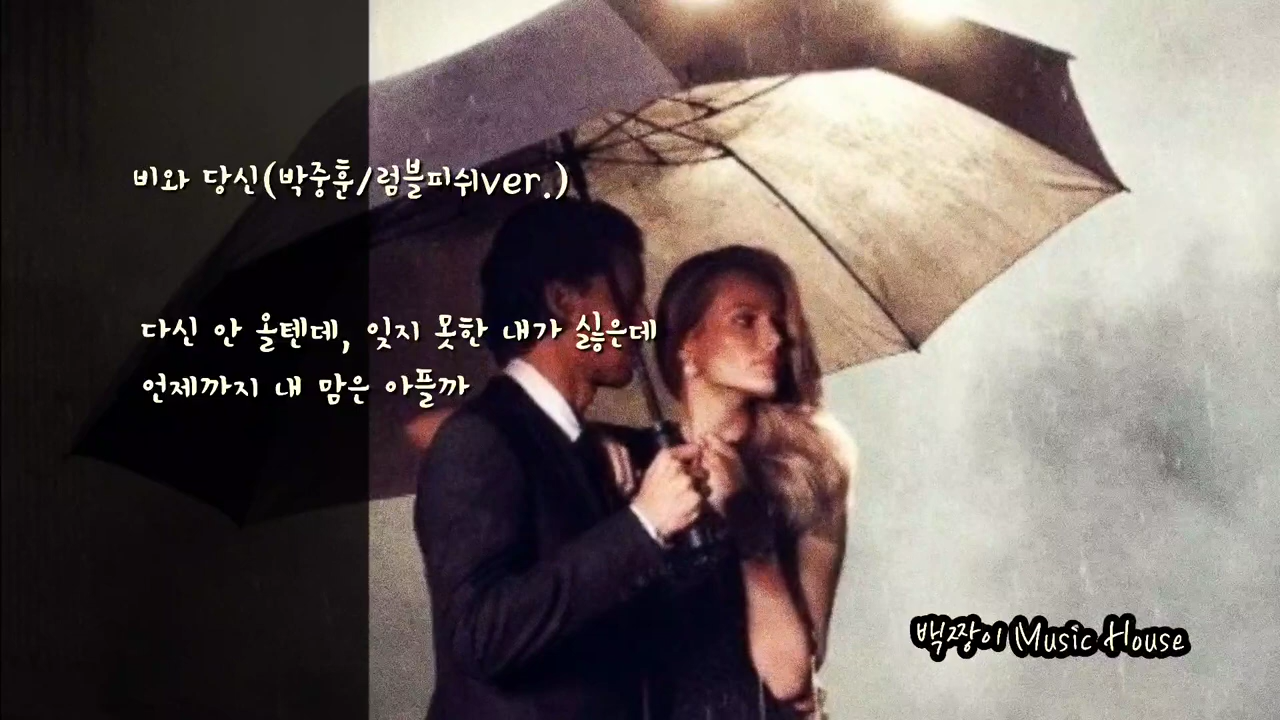 비와 당신(박중훈/럼블피쉬ver.)
다신 안 올텐데, 잊지 못한 내가 싫은데
언제까지 내 맘은 아플까
백짱이 Music House